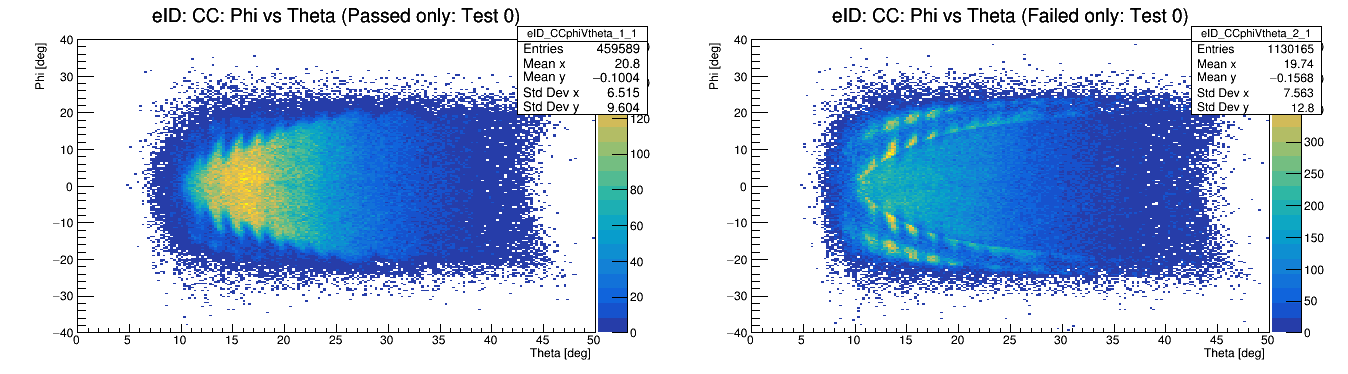 eID: CC: Phi vs Theta (Passed only: Test 0)
eID_CCphiVtheta_1_1
Entries 459589
Mean x 20.8
Mean y −0.1004
Std Dev x 6.515
Std Dev y 9.604
Phi [deg]
40
30
20
10
0
−10
−20
−30
−40
0 5 10 15 20 25 30 35 40 45 50
Theta [deg]
120
100
80
60
40
20
0
eID: CC: Phi vs Theta (Failed only: Test 0)
eID_CCphiVtheta_2_1
Entries 1130165
Mean x 19.74
Mean y −0.1568
Std Dev x 7.563
Std Dev y 12.8
Phi [deg]
40
30
20
10
0
−10
−20
−30
−40
0 5 10 15 20 25 30 35 40 45 50
Theta [deg]
300
250
200
150
100
50
0